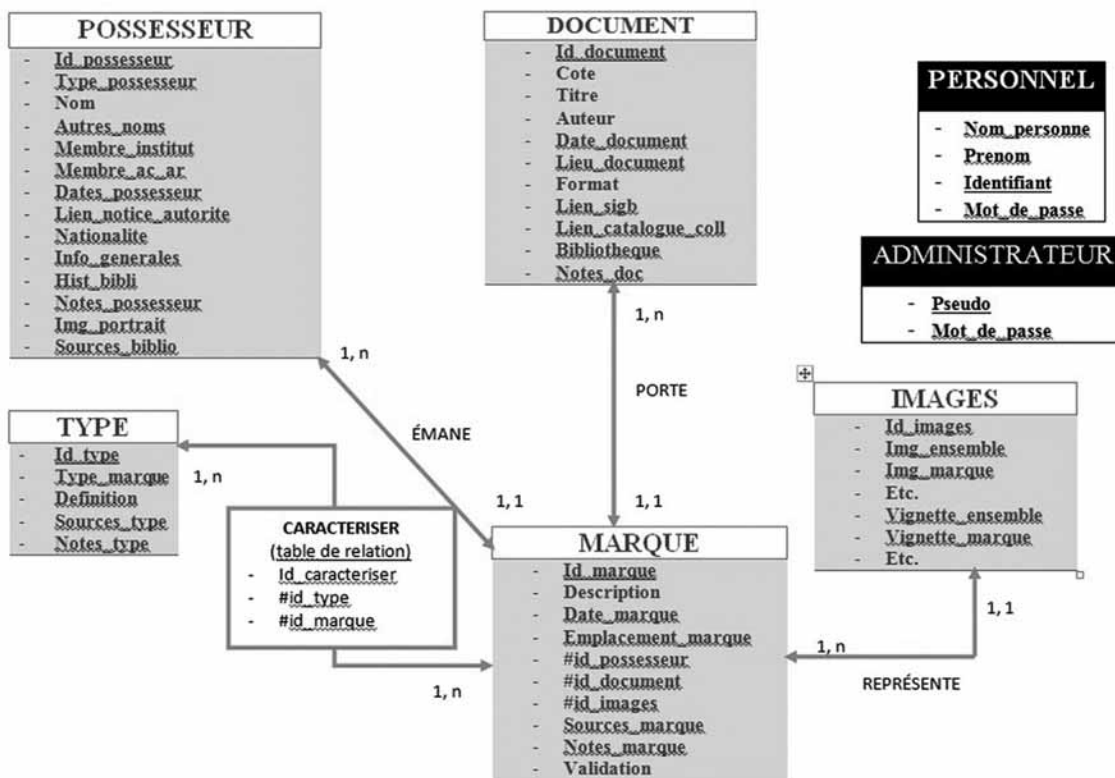 POSSESSEUR
- Id_possesseur
- Type_possesseur
- Nom
- Autres_noms
- Membre_institut
- Membre_ac_ar
- Dates_possesseur
- Lien_notice_autorite
- Nationalite
- Info_generales
- Hist_bibli
- Notes_possesseur
- Img_portrait
- Sources_biblio
DOCUMENT
- Id_document
- Cote
- Titre
- Auteur
- Date_document
- Lieu_document
- Format
- Lien_sigb
- Lien_catalogue_coll
- Bibliotheque
- Notes_doc
PERSONNEL
- Nom_personne
- Prenom
- Identifiant
- Mot_de_passe
ADMINISTRATEUR
- Pseudo
- Mot_de_passe
1, n
1, n
PORTE
ÉMANE
1, 1
1, 1
TYPE
- Id_type
- Type_marque
- Definition
- Sources_type
- Notes_type
1, n
CARACTERISER
(table de relation)
- Id_caracteriser
- #id_type
- #id_marque
1, n
MARQUE
- Id_marque
- Description
- Date_marque
- Emplacement_marque
- #id_possesseur
- #id_document
- #id_images
- Sources_marque
- Notes_marque
- Validation
IMAGES
- Id_images
- Img_ensemble
- Img_marque
- Etc.
- Vignette_ensemble
- Vignette_marque
- Etc.
1, 1
1, n
REPRÉSENTE